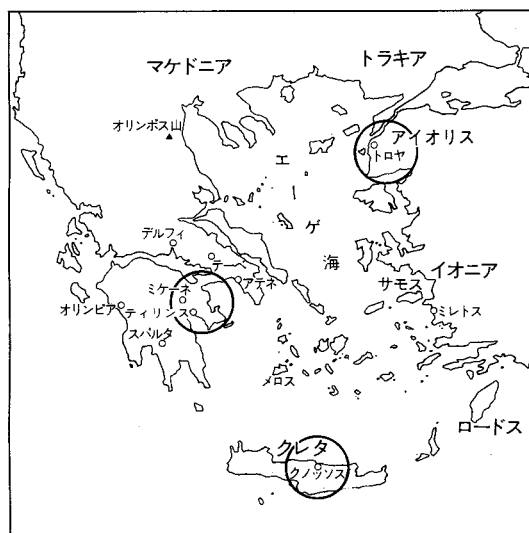 マケドニア
トラキア
オリンポス山
アイオリス
トロヤ
エーゲ海
デルフィ
テーベ
アテネ
ミケーネ
オリンピア
ティリンス
スパルタ
イオニア
サモス
ミレトス
メロス
ロードス
クレタ
クノッソス